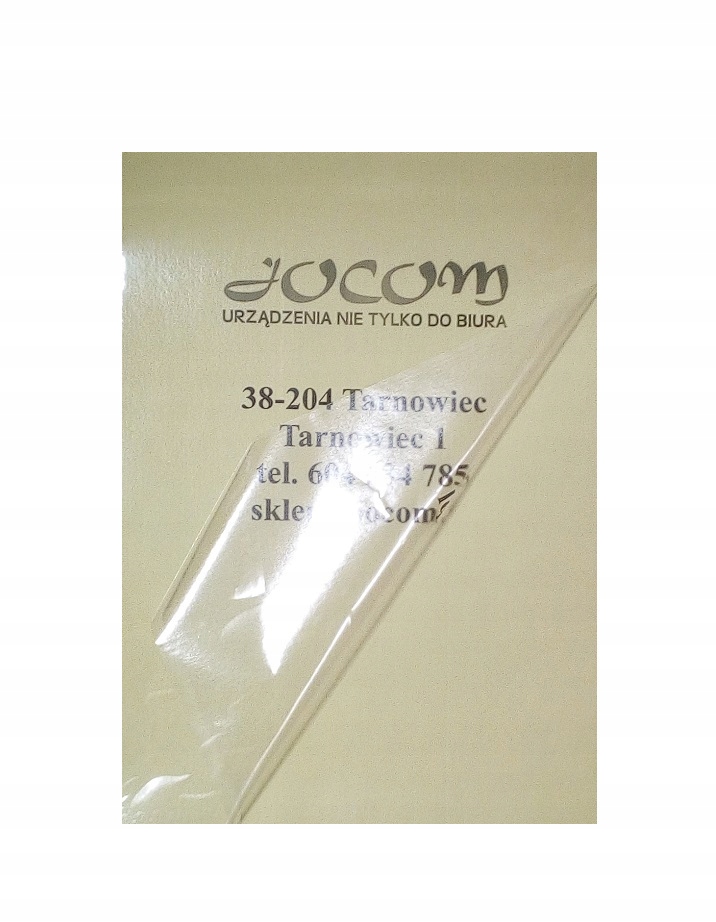 JOCOM
URZĄDZENIA NIE TYLKO DO BIURA
38-204 Tarnowiec
Tarnowiec 1
tel. 785